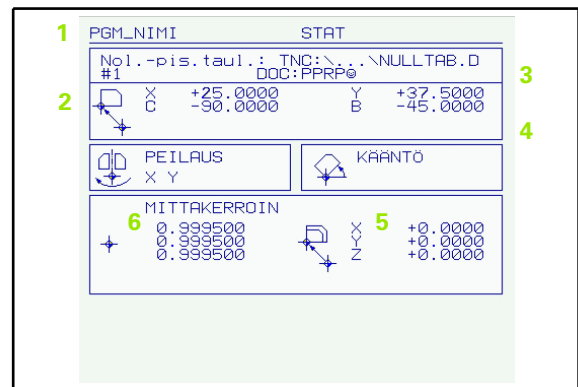 1 PGM_NIMI STAT
Nol.-pis.taul.: TNC:\...\NULLTAB.D
#1 DOC:PPRP☺ 3
2 X +25.0000 Y +37.5000
C -90.0000 B -45.0000
4
PEILAUS KÄÄNTÖ
X Y
MITTAKERROIN
6 0.999500 X 5 +0.0000
0.999500 Y +0.0000
0.999500 Z +0.0000